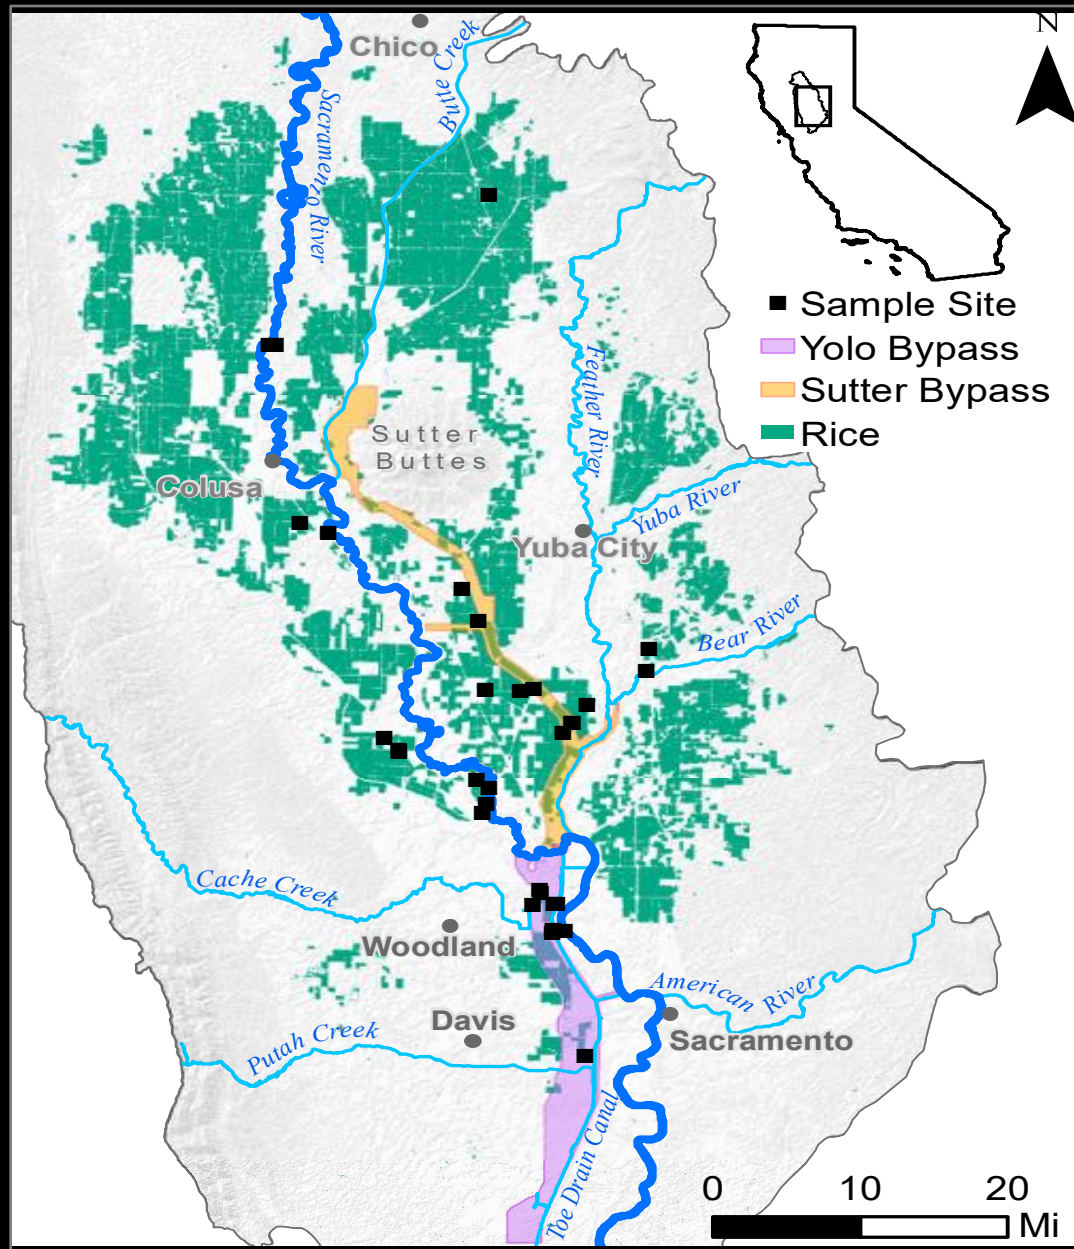 N
Chico
Butte Creek
Sacramento River
Sample Site
Yolo Bypass
Sutter Bypass
Rice
Feather River
Sutter
Buttes
Colusa
Yuba River
Yuba City
Bear River
Cache Creek
Woodland
American River
Davis
Sacramento
Putah Creek
Toe Drain Canal
0 10 20
Mi